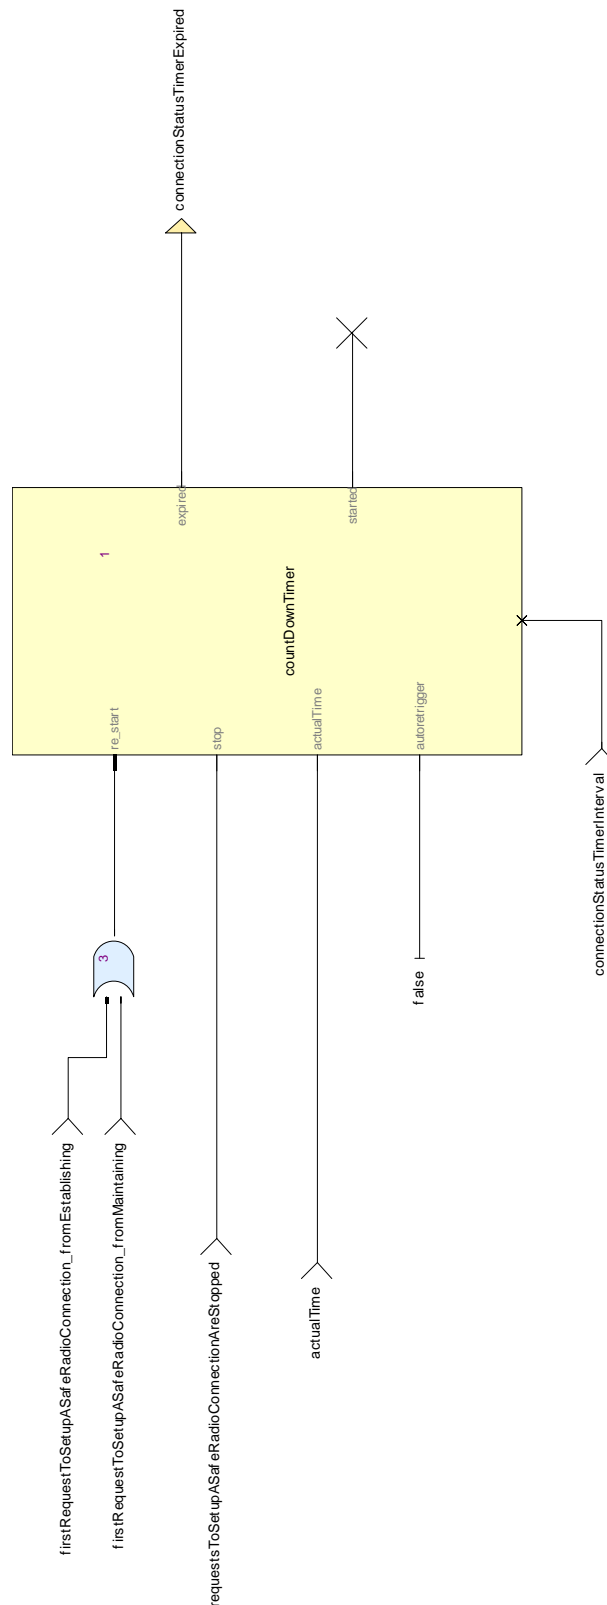 connectionStatusTimerExpired
expired
started
1
countDownTimer
re_start
stop
actualTime
autoretrigger
connectionStatusTimerInterval
3
false
firstRequestToSetupASafeRadioConnection_fromEstablishing
firstRequestToSetupASafeRadioConnection_fromMaintaining
requestsToSetupASafeRadioConnectionAreStopped
actualTime